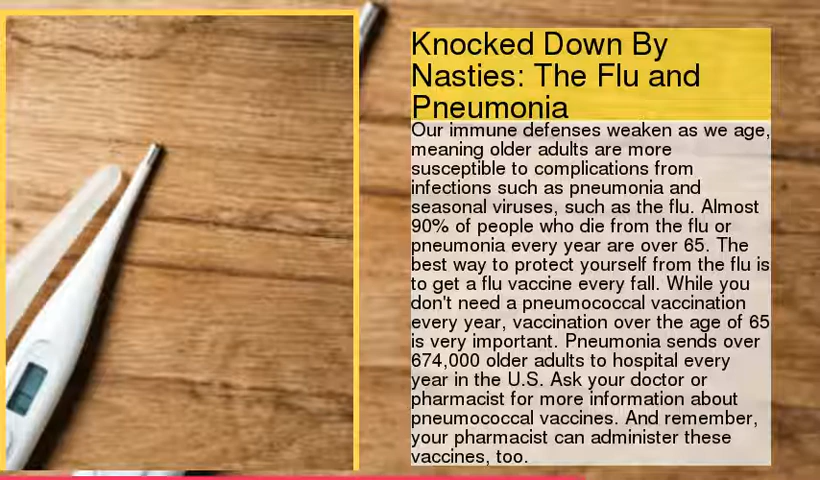 Knocked Down By
Nasties: The Flu and
Pneumonia
Our immune defenses weaken as we age,
meaning older adults are more
susceptible to complications from
infections such as pneumonia and
seasonal viruses, such as the flu. Almost
90% of people who die from the flu or
pneumonia every year are over 65. The
best way to protect yourself from the flu is
to get a flu vaccine every fall. While you
don't need a pneumococcal vaccination
every year, vaccination over the age of 65
is very important. Pneumonia sends over
674,000 older adults to hospital every
year in the U.S. Ask your doctor or
pharmacist for more information about
pneumococcal vaccines. And remember,
your pharmacist can administer these
vaccines, too.